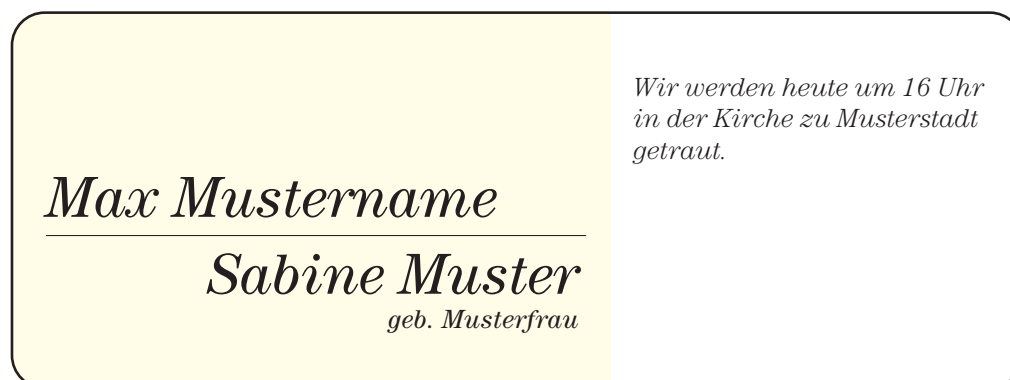 Max Mustername
Sabine Muster
geb. Musterfrau
Wir werden heute um 16 Uhr
in der Kirche zu Musterstadt
getraut.